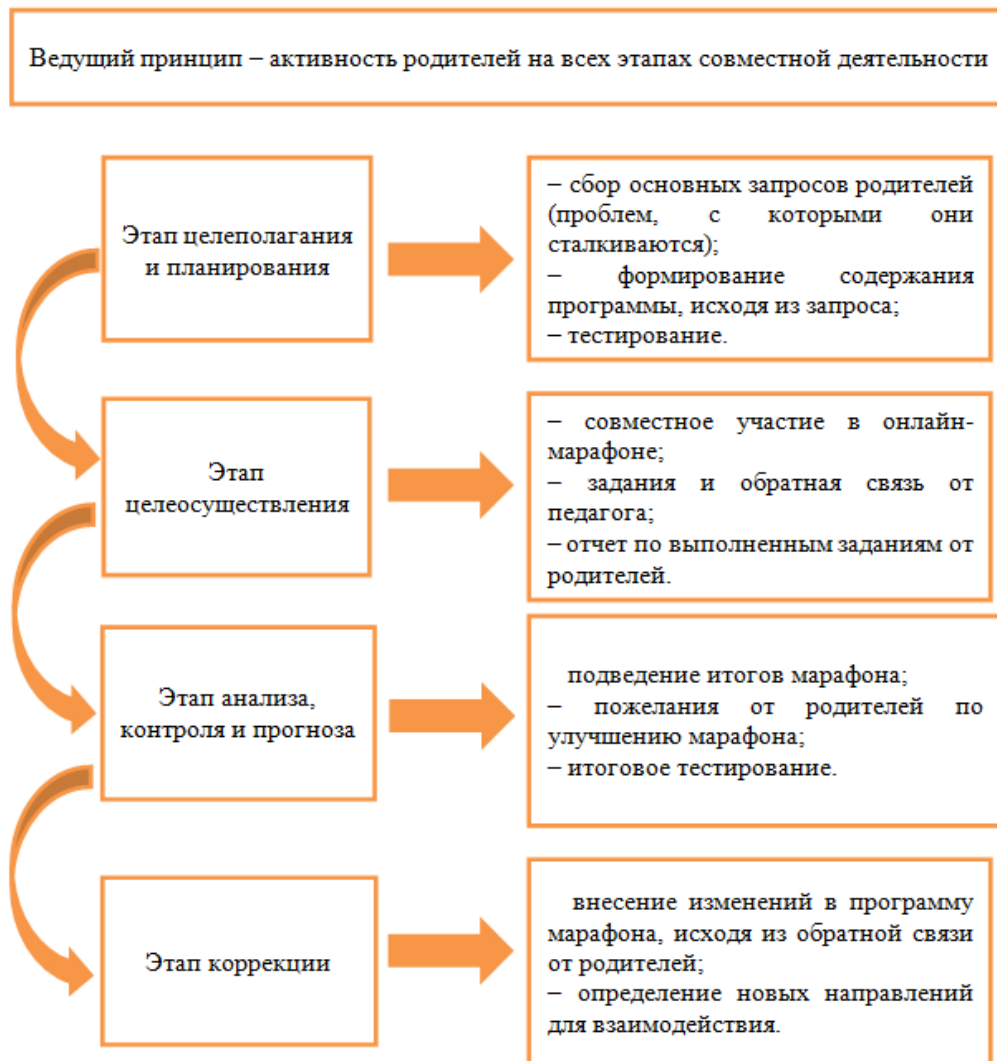 Ведущий принцип – активность родителей на всех этапах совместной деятельности
Этап целеполагания
и планирования
– сбор основных запросов родителей
(проблем, с которыми они
сталкиваются);
– формирование содержания
программы, исходя из запроса;
– тестирование.
Этап
целеосуществления
– совместное участие в онлайн-
марафоне;
– задания и обратная связь от
педагога;
– отчет по выполненным заданиям от
родителей.
Этап анализа,
контроля и прогноза
подведение итогов марафона;
– пожелания от родителей по
улучшению марафона;
– итоговое тестирование.
Этап коррекции
внесение изменений в программу
марафона, исходя из обратной связи
от родителей;
– определение новых направлений
для взаимодействия.